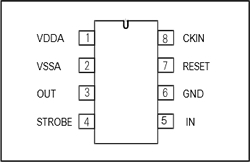 VDDA 1 8 CKIN
VSSA 2 7 RESET
OUT 3 6 GND
STROBE 4 5 IN